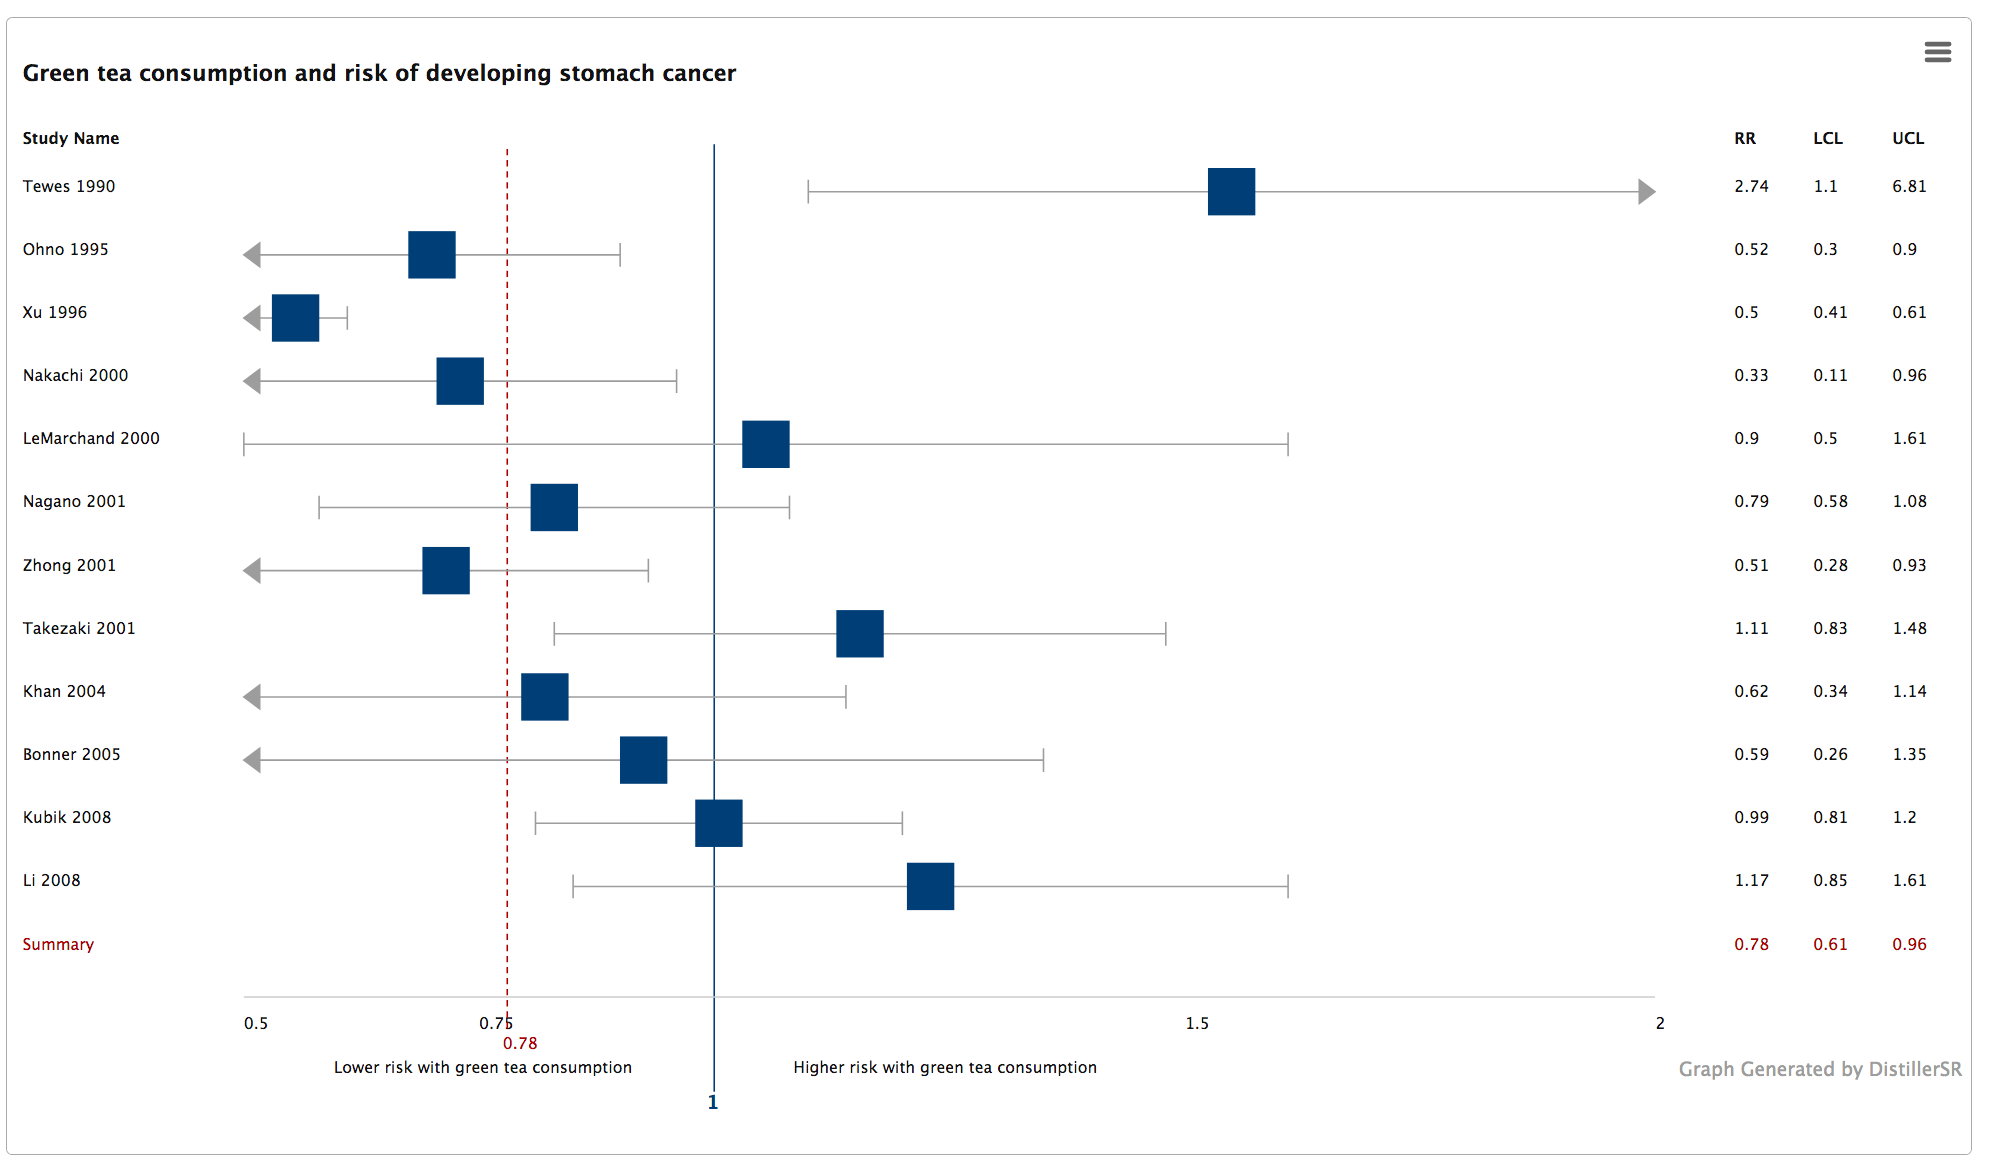 Green tea consumption and risk of developing stomach cancer
Study Name RR LCL UCL
Tewes 1990 2.74 1.1 6.81
Ohno 1995 0.52 0.3 0.9
Xu 1996 0.5 0.41 0.61
Nakachi 2000 0.33 0.11 0.96
LeMarchand 2000 0.9 0.5 1.61
Nagano 2001 0.79 0.58 1.08
Zhong 2001 0.51 0.28 0.93
Takezaki 2001 1.11 0.83 1.48
Khan 2004 0.62 0.34 1.14
Bonner 2005 0.59 0.26 1.35
Kubik 2008 0.99 0.81 1.2
Li 2008 1.17 0.85 1.61
Summary 0.78 0.61 0.96
0.5 0.75 1.5 2
0.78
Lower risk with green tea consumption Higher risk with green tea consumption
Graph Generated by DistillerSR
1